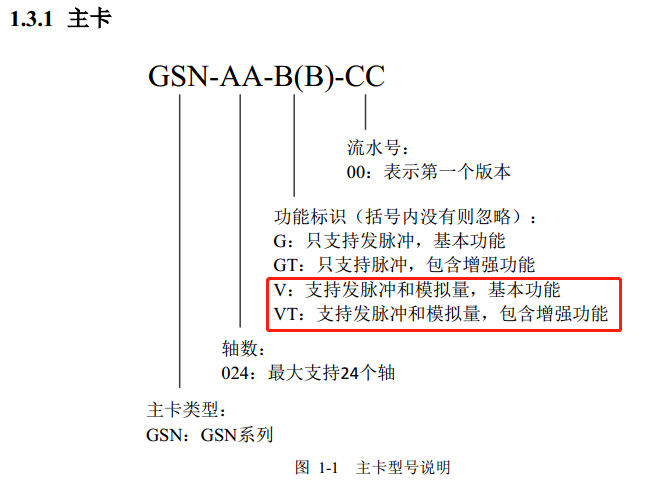 1.3.1 主卡
GSN-AA-B(B)-CC
流水号：
00：表示第一个版本
功能标识（括号内没有则忽略）：
G：只支持发脉冲，基本功能
GT：只支持脉冲，包含增强功能
V：支持发脉冲和模拟量，基本功能
VT：支持发脉冲和模拟量，包含增强功能
轴数：
024：最大支持24个轴
主卡类型：
GSN：GSN系列
图 1-1 主卡型号说明